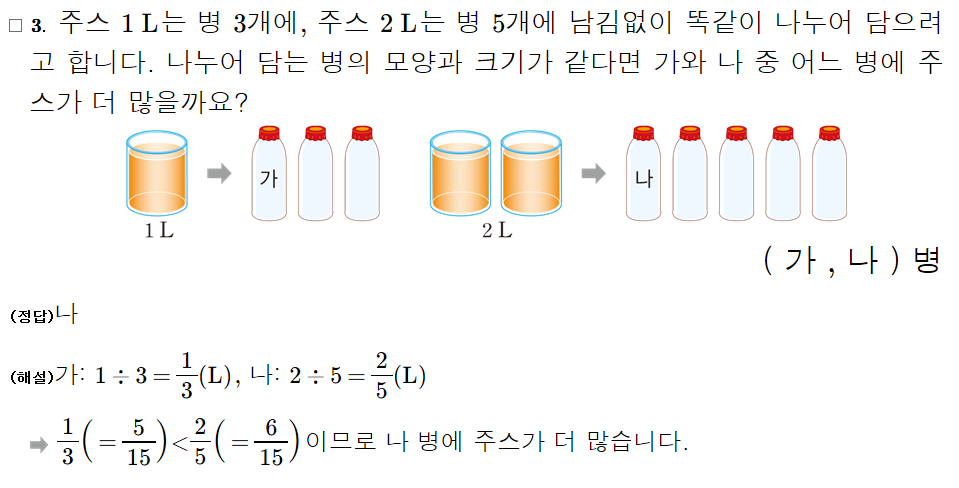 □ 3. 주스 1 L는 병 3개에, 주스 2 L는 병 5개에 남김없이 똑같이 나누어 담으려
고 합니다. 나누어 담는 병의 모양과 크기가 같다면 가와 나 중 어느 병에 주
스가 더 많을까요?
가 나
1 L 2 L
( 가 , 나 ) 병
(정답)나
(해설)가: 1÷3=1/3(L), 나: 2÷5=2/5(L)
➡ 1/3(=5/15)<2/5(=6/15)이므로 나 병에 주스가 더 많습니다.